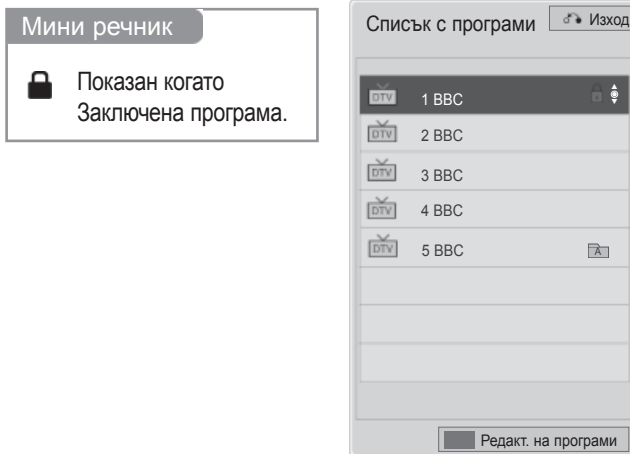 Мини речник
Показан когато
Заключена програма.
Списък с програми
Изход
DTV 1 BBC
DTV 2 BBC
DTV 3 BBC
DTV 4 BBC
DTV 5 BBC A
Редакт. на програми